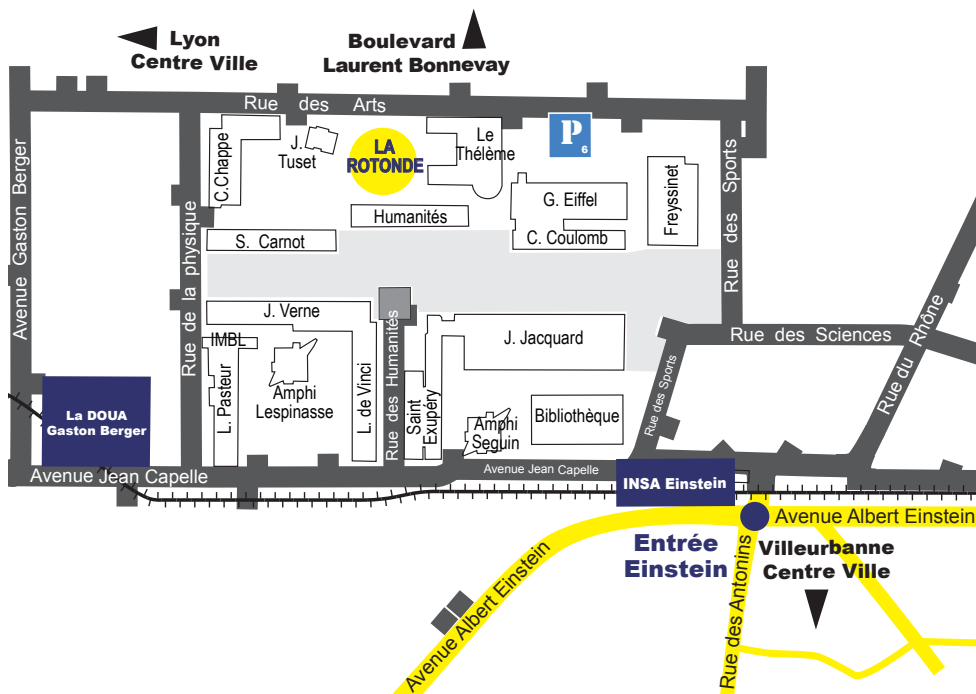 Lyon
Centre Ville
Boulevard
Laurent Bonnevay
Rue des Arts
Avenue Gaston Berger
Rue de la physique
C.Chappe
J.
Tuset
LA
ROTONDE
Le
Thélème
P
6
G. Eiffel
C. Coulomb
Freyssinet
Rue des Sports
Humanités
S. Carnot
J. Verne
IMBL
L. Pasteur
Amphi
Lespinasse
L. de Vinci
Rue des Humanités
Saint
Exupéry
J. Jacquard
Amphi
Seguin
Bibliothèque
Rue des Sports
Rue des Sciences
Rue du Rhône
La DOUA
Gaston Berger
Avenue Jean Capelle
Avenue Jean Capelle
INSA Einstein
Avenue Albert Einstein
Entrée
Einstein
Villeurbanne
Centre Ville
Avenue Albert Einstein
Rue des Antonins